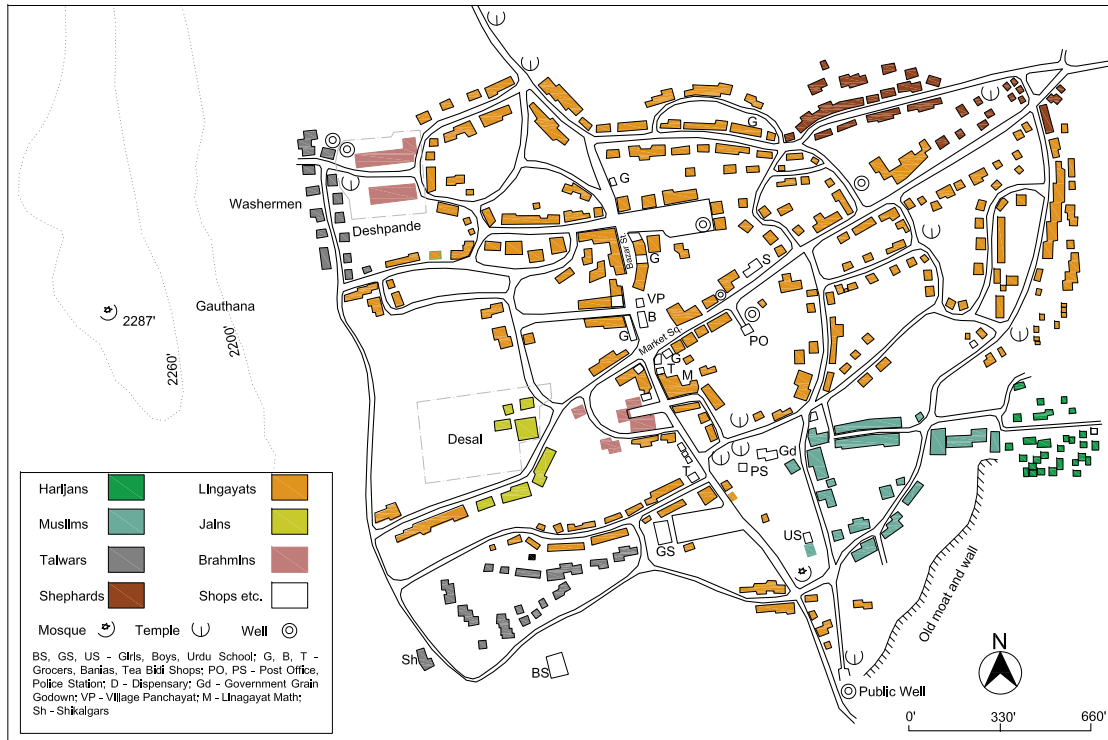 G
G
Washermen
Deshpande
Bazar St.
G
S
Gauthana
VP
2287'
B
2260'
2200'
Market Sq.
G
PO
G
T
M
Desal
Gd
PS
T
US
GS
Old moat and wall
Sh
BS
N
Public Well
0' 330' 660'
Harijans Lingayats
Muslims Jains
Talwars Brahmins
Shephards Shops etc.
Mosque Temple Well
BS, GS, US - Girls, Boys, Urdu School; G, B, T -
Grocers, Banias, Tea Bidi Shops; PO, PS - Post Office,
Police Station; D - Dispensary; Gd - Government Grain
Godown; VP - Village Panchayat; M - Linagayat Math;
Sh - Shikalgars